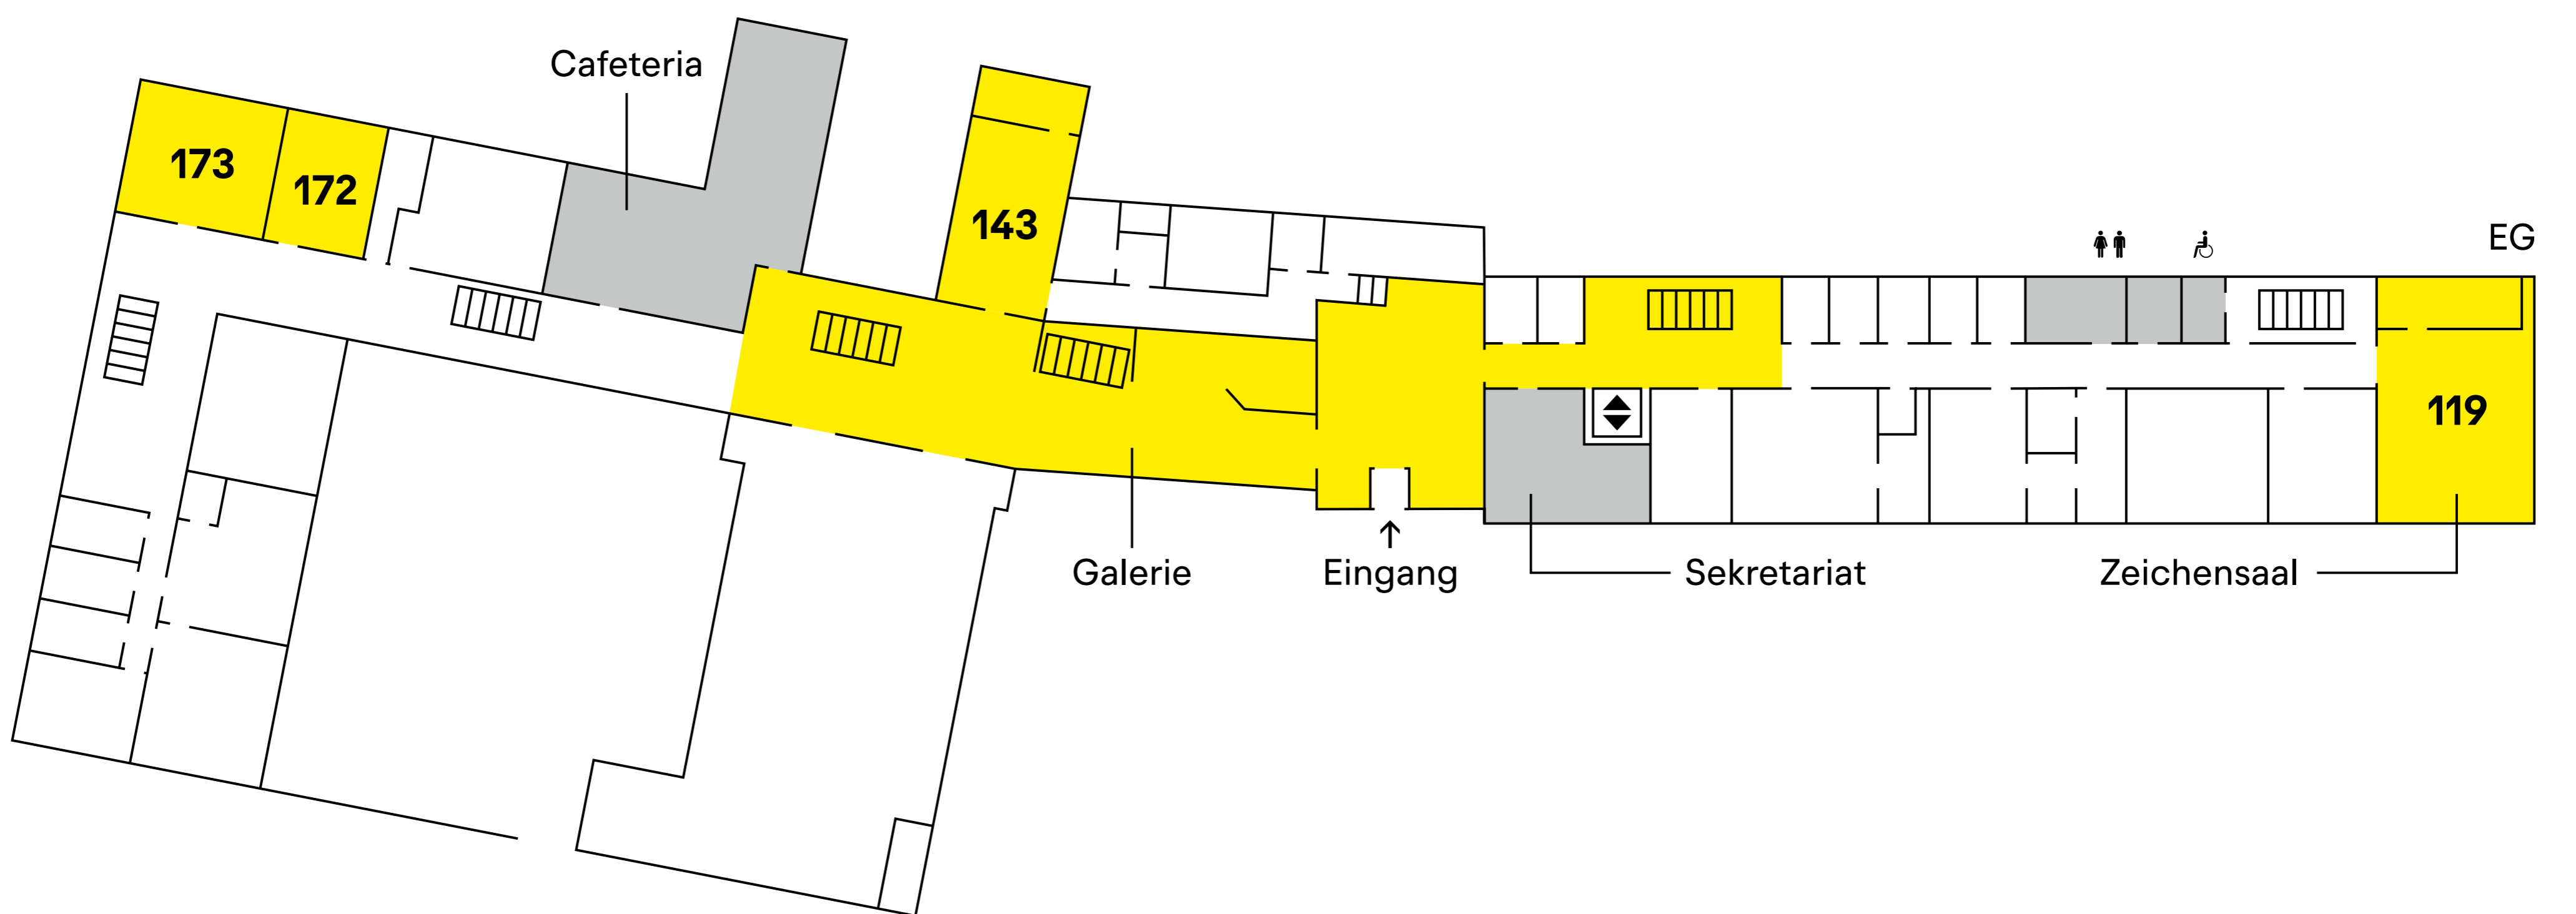 Cafeteria
173
172
143
EG
119
Galerie
Eingang
Sekretariat
Zeichensaal